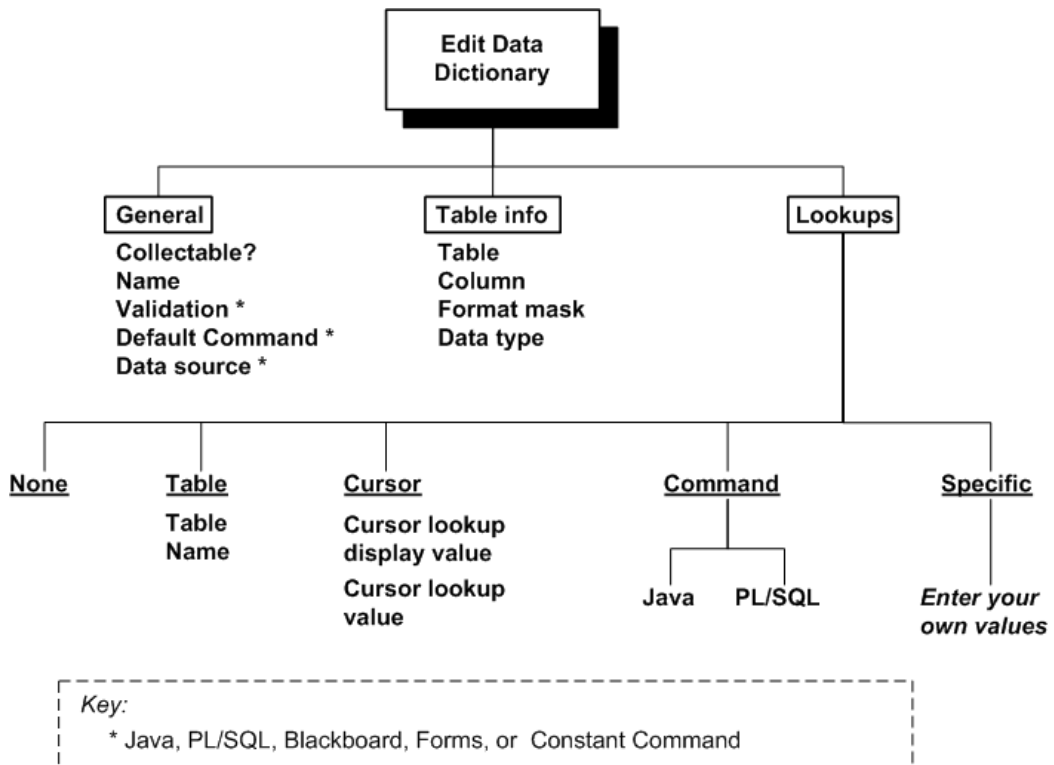 Edit Data
Dictionary
General
Collectable?
Name
Validation *
Default Command *
Data source *
Table info
Table
Column
Format mask
Data type
Lookups
None
Table
Table
Name
Cursor
Cursor lookup
display value
Cursor lookup
value
Command
Java PL/SQL
Specific
Enter your
own values
Key:
* Java, PL/SQL, Blackboard, Forms, or Constant Command